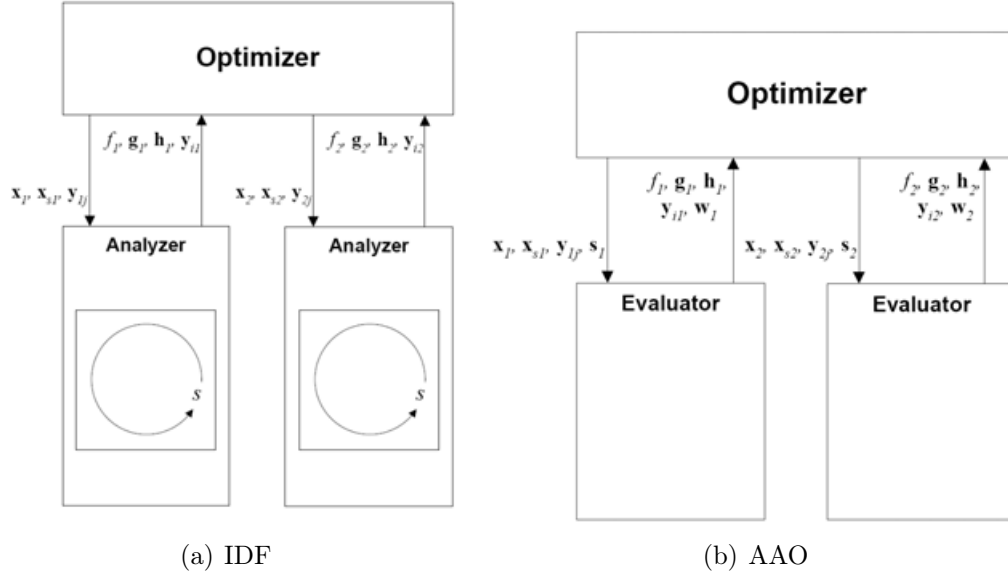 Optimizer
f1, g1, h1, yi1
f2, g2, h2, yi2
x1, xs1, y1j
x2, xs2, y2j
Analyzer
Analyzer
s
s
(a) IDF
Optimizer
f1, g1, h1,
yi1, w1
f2, g2, h2,
yi2, w2
x1, xs1, y1j, s1
x2, xs2, y2j, s2
Evaluator
Evaluator
(b) AAO